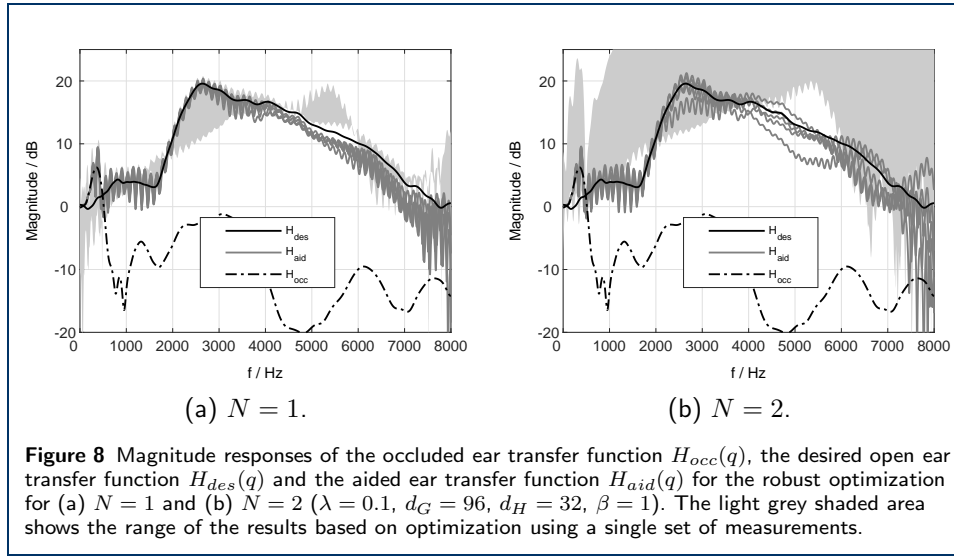 20
10
0
-10
-20
Magnitude / dB
H_des
H_aid
H_occ
0 1000 2000 3000 4000 5000 6000 7000 8000
f / Hz
(a) N = 1.
20
10
0
-10
-20
Magnitude / dB
H_des
H_aid
H_occ
0 1000 2000 3000 4000 5000 6000 7000 8000
f / Hz
(b) N = 2.
Figure 8 Magnitude responses of the occluded ear transfer function H_occ(q), the desired open ear
transfer function H_des(q) and the aided ear transfer function H_aid(q) for the robust optimization
for (a) N = 1 and (b) N = 2 (λ = 0.1, d_G = 96, d_H = 32, β = 1). The light grey shaded area
shows the range of the results based on optimization using a single set of measurements.